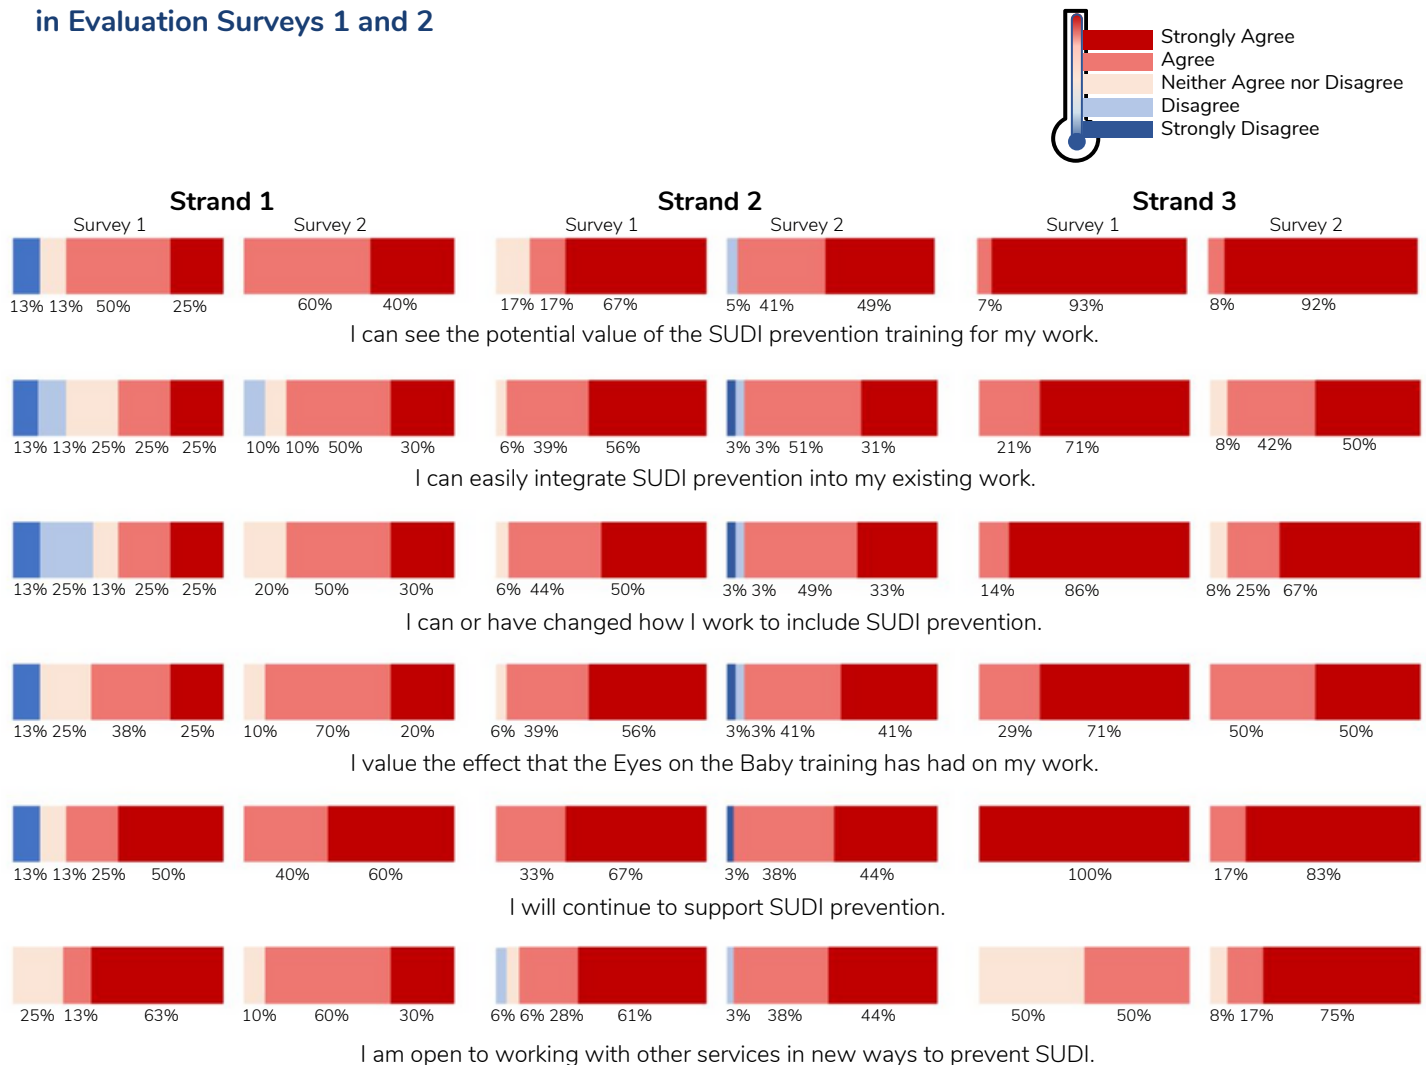 in Evaluation Surveys 1 and 2
Strongly Agree
Agree
Neither Agree nor Disagree
Disagree
Strongly Disagree
Strand 1 Strand 2 Strand 3
Survey 1 Survey 2 Survey 1 Survey 2 Survey 1 Survey 2
13% 13% 50% 25% 60% 40% 17% 17% 67% 5% 41% 49% 7% 93% 8% 92%
I can see the potential value of the SUDI prevention training for my work.
13% 13% 25% 25% 25% 10% 10% 50% 30% 6% 39% 56% 3% 3% 51% 31% 21% 71% 8% 42% 50%
I can easily integrate SUDI prevention into my existing work.
13% 25% 13% 25% 25% 20% 50% 30% 6% 44% 50% 3% 3% 49% 33% 14% 86% 8% 25% 67%
I can or have changed how I work to include SUDI prevention.
13% 25% 38% 25% 10% 70% 20% 6% 39% 56% 3% 3% 41% 41% 29% 71% 50% 50%
I value the effect that the Eyes on the Baby training has had on my work.
13% 13% 25% 50% 40% 60% 33% 67% 3% 38% 44% 100% 17% 83%
I will continue to support SUDI prevention.
25% 13% 63% 10% 60% 30% 6% 6% 28% 61% 3% 38% 44% 50% 50% 8% 17% 75%
I am open to working with other services in new ways to prevent SUDI.